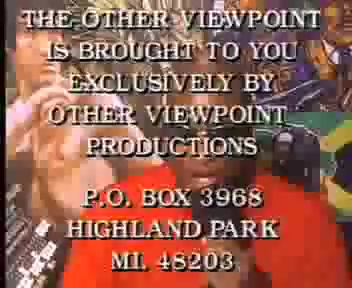 THE OTHER VIEWPOINT
IS BROUGHT TO YOU
EXCLUSIVELY BY
OTHER VIEWPOINT
PRODUCTIONS
P.O. BOX 3968
HIGHLAND PARK
MI. 48203